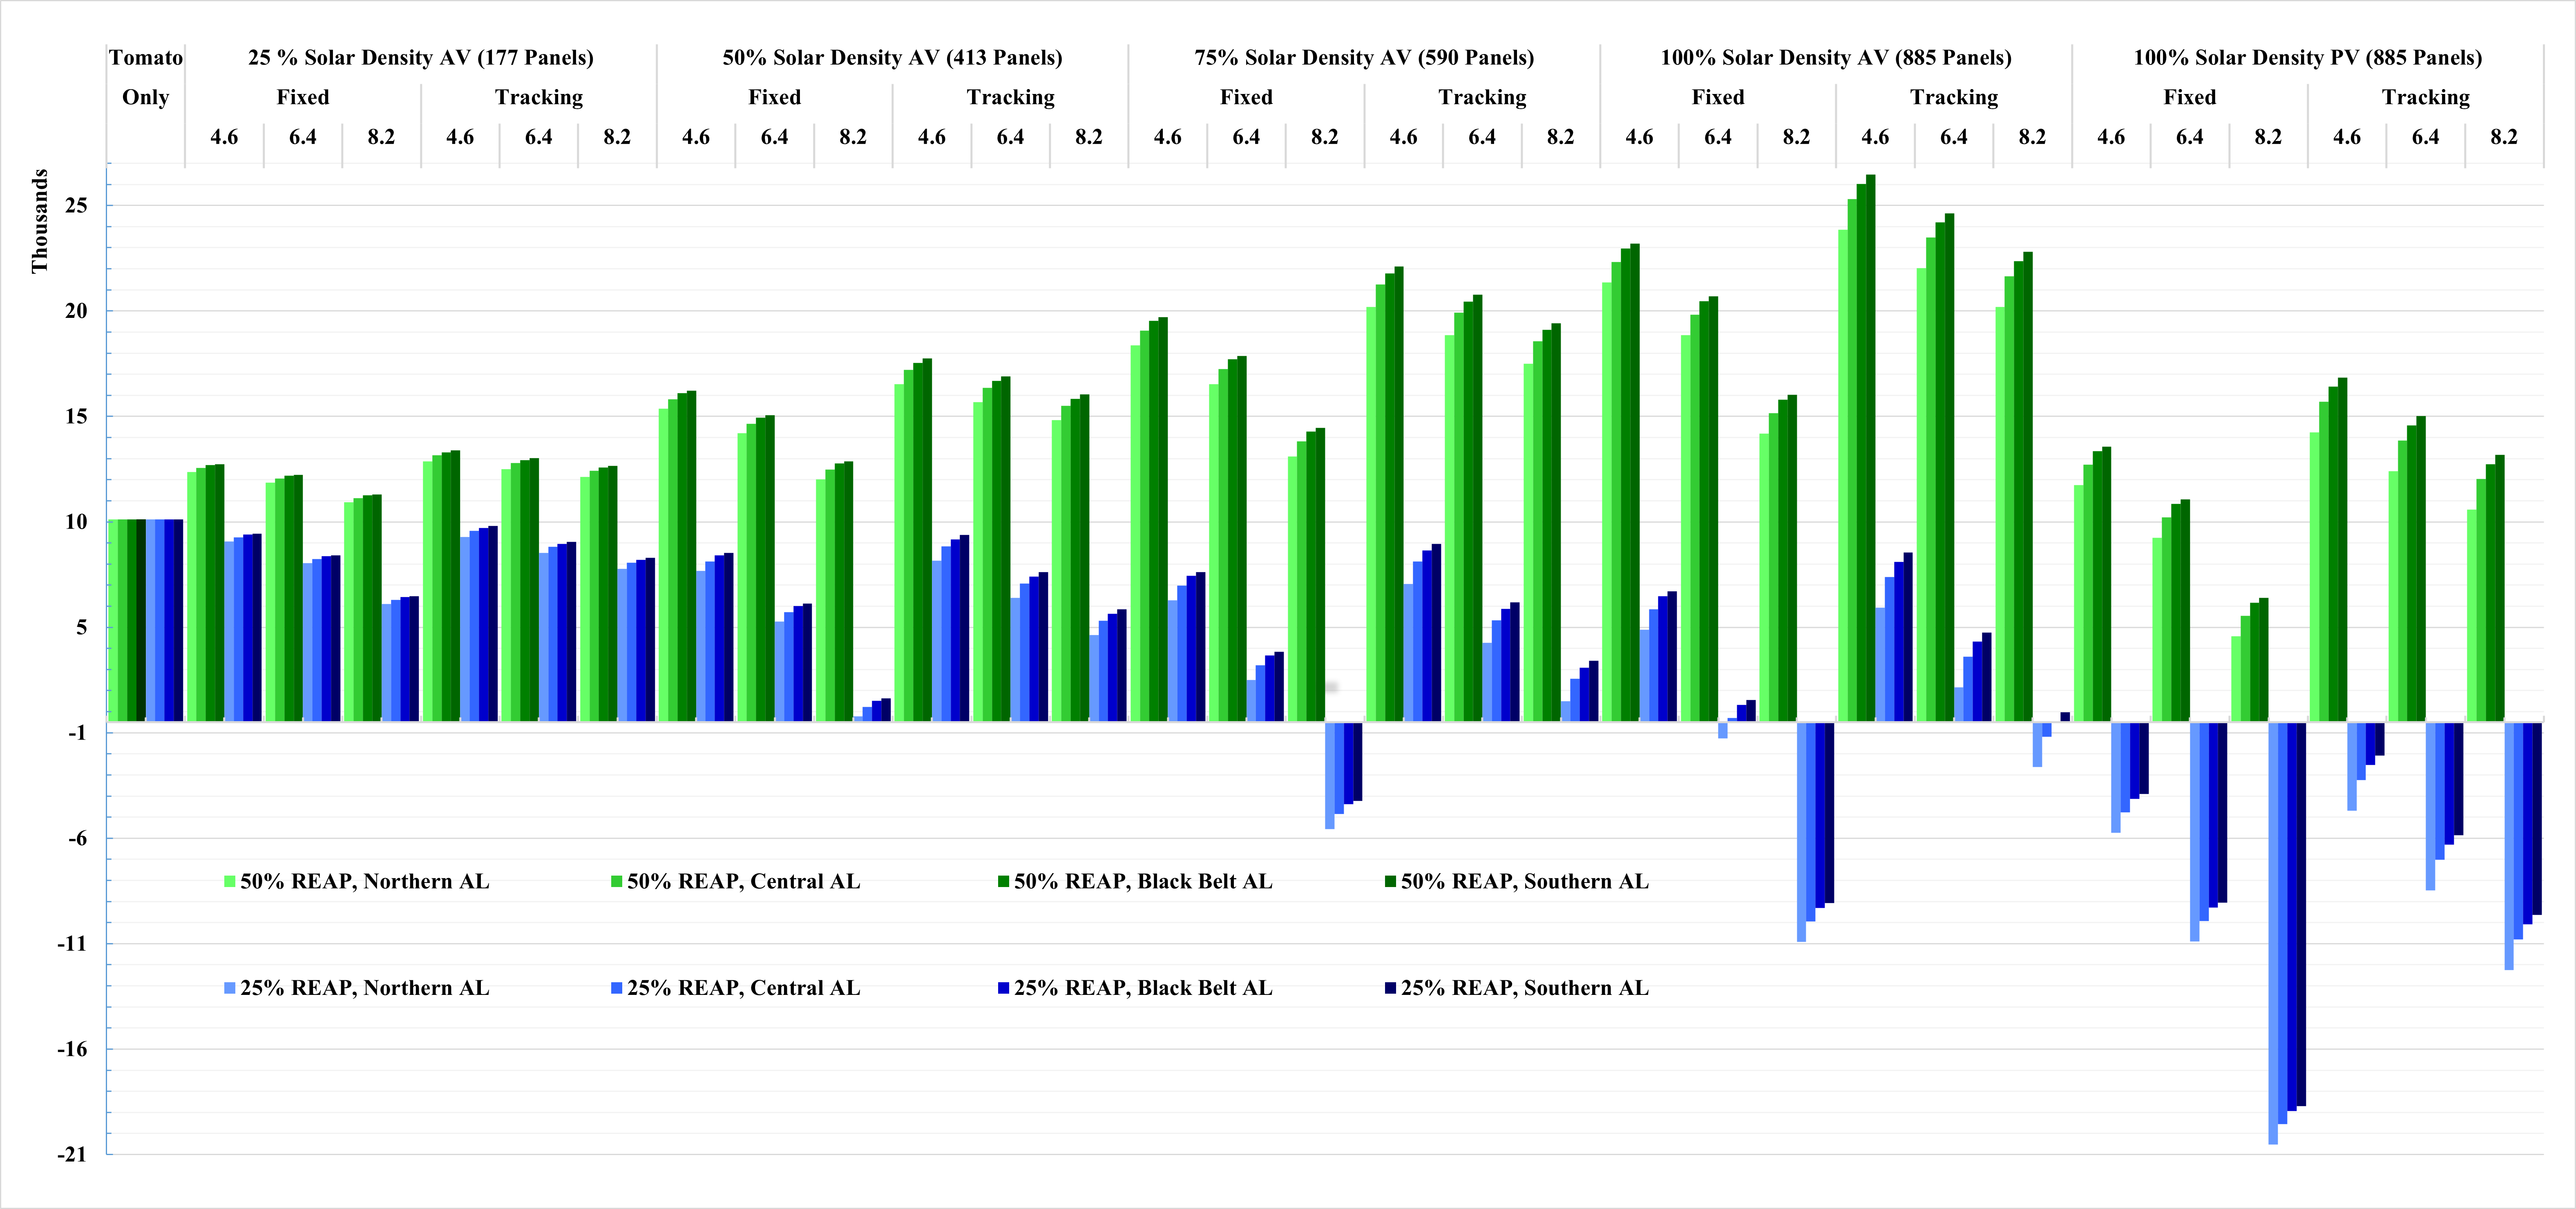 Tomato 25 % Solar Density AV (177 Panels) 50% Solar Density AV (413 Panels) 75% Solar Density AV (590 Panels) 100% Solar Density AV (885 Panels) 100% Solar Density PV (885 Panels)
Only Fixed Tracking Fixed Tracking Fixed Tracking Fixed Tracking Fixed Tracking
4.6 6.4 8.2 4.6 6.4 8.2 4.6 6.4 8.2 4.6 6.4 8.2 4.6 6.4 8.2 4.6 6.4 8.2 4.6 6.4 8.2 4.6 6.4 8.2 4.6 6.4 8.2 4.6 6.4 8.2
Thousands
25
20
15
10
5
-1
-6
50% REAP, Northern AL 50% REAP, Central AL 50% REAP, Black Belt AL 50% REAP, Southern AL
-11
25% REAP, Northern AL 25% REAP, Central AL 25% REAP, Black Belt AL 25% REAP, Southern AL
-16
-21